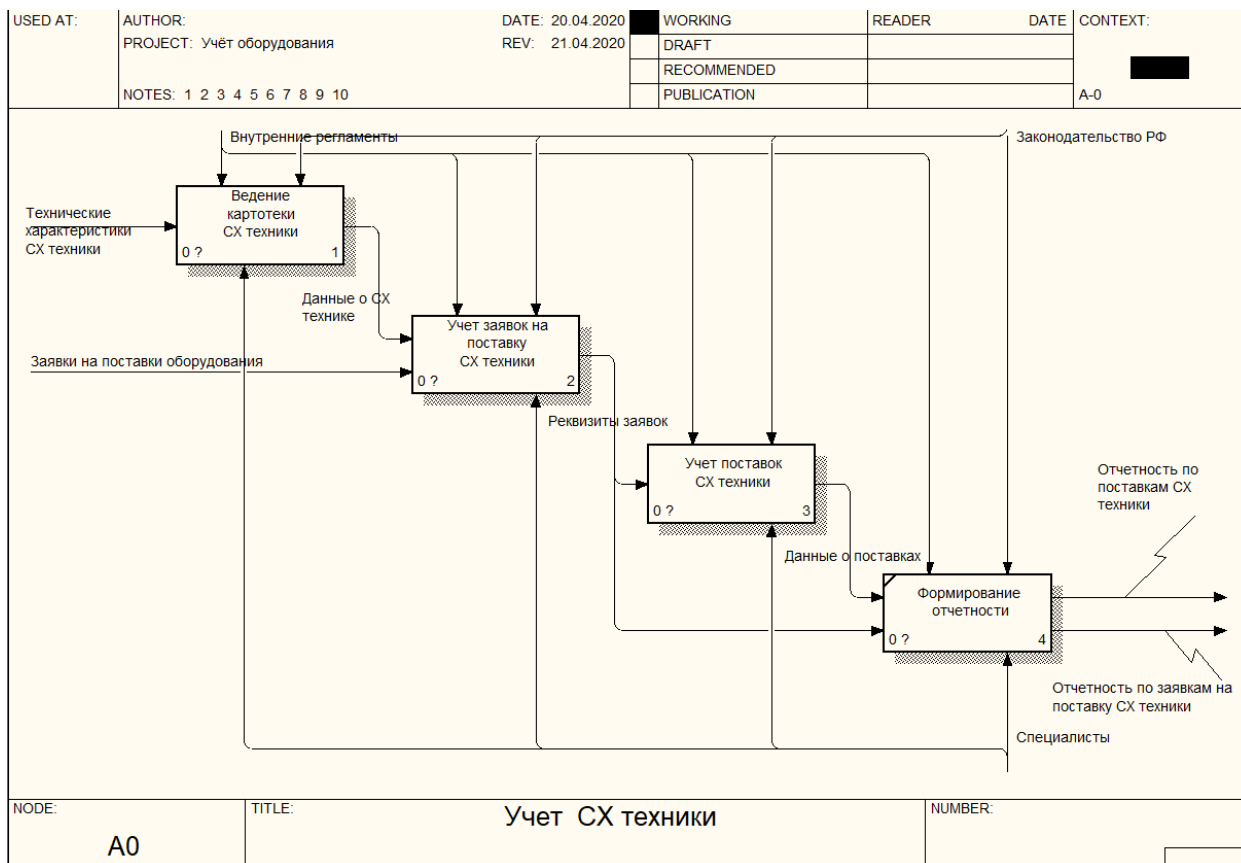 USED AT:
AUTHOR:
DATE: 20.04.2020
WORKING
READER
DATE
CONTEXT:
PROJECT: Учёт оборудования
REV: 21.04.2020
DRAFT
RECOMMENDED
NOTES: 1 2 3 4 5 6 7 8 9 10
PUBLICATION
A-0
Внутренние регламенты
Законодательство РФ
Ведение
картотеки
СХ техники
0 ?
1
Технические
характеристики
СХ техники
Данные о СХ
технике
Учет заявок на
поставку
СХ техники
0 ?
2
Заявки на поставки оборудования
Реквизиты заявок
Учет поставок
СХ техники
0 ?
3
Отчетность по
поставкам СХ
техники
Данные о поставках
Формирование
отчетности
0 ?
4
Отчетность по заявкам на
поставку СХ техники
Специалисты
NODE:
TITLE:
NUMBER:
A0
Учет СХ техники